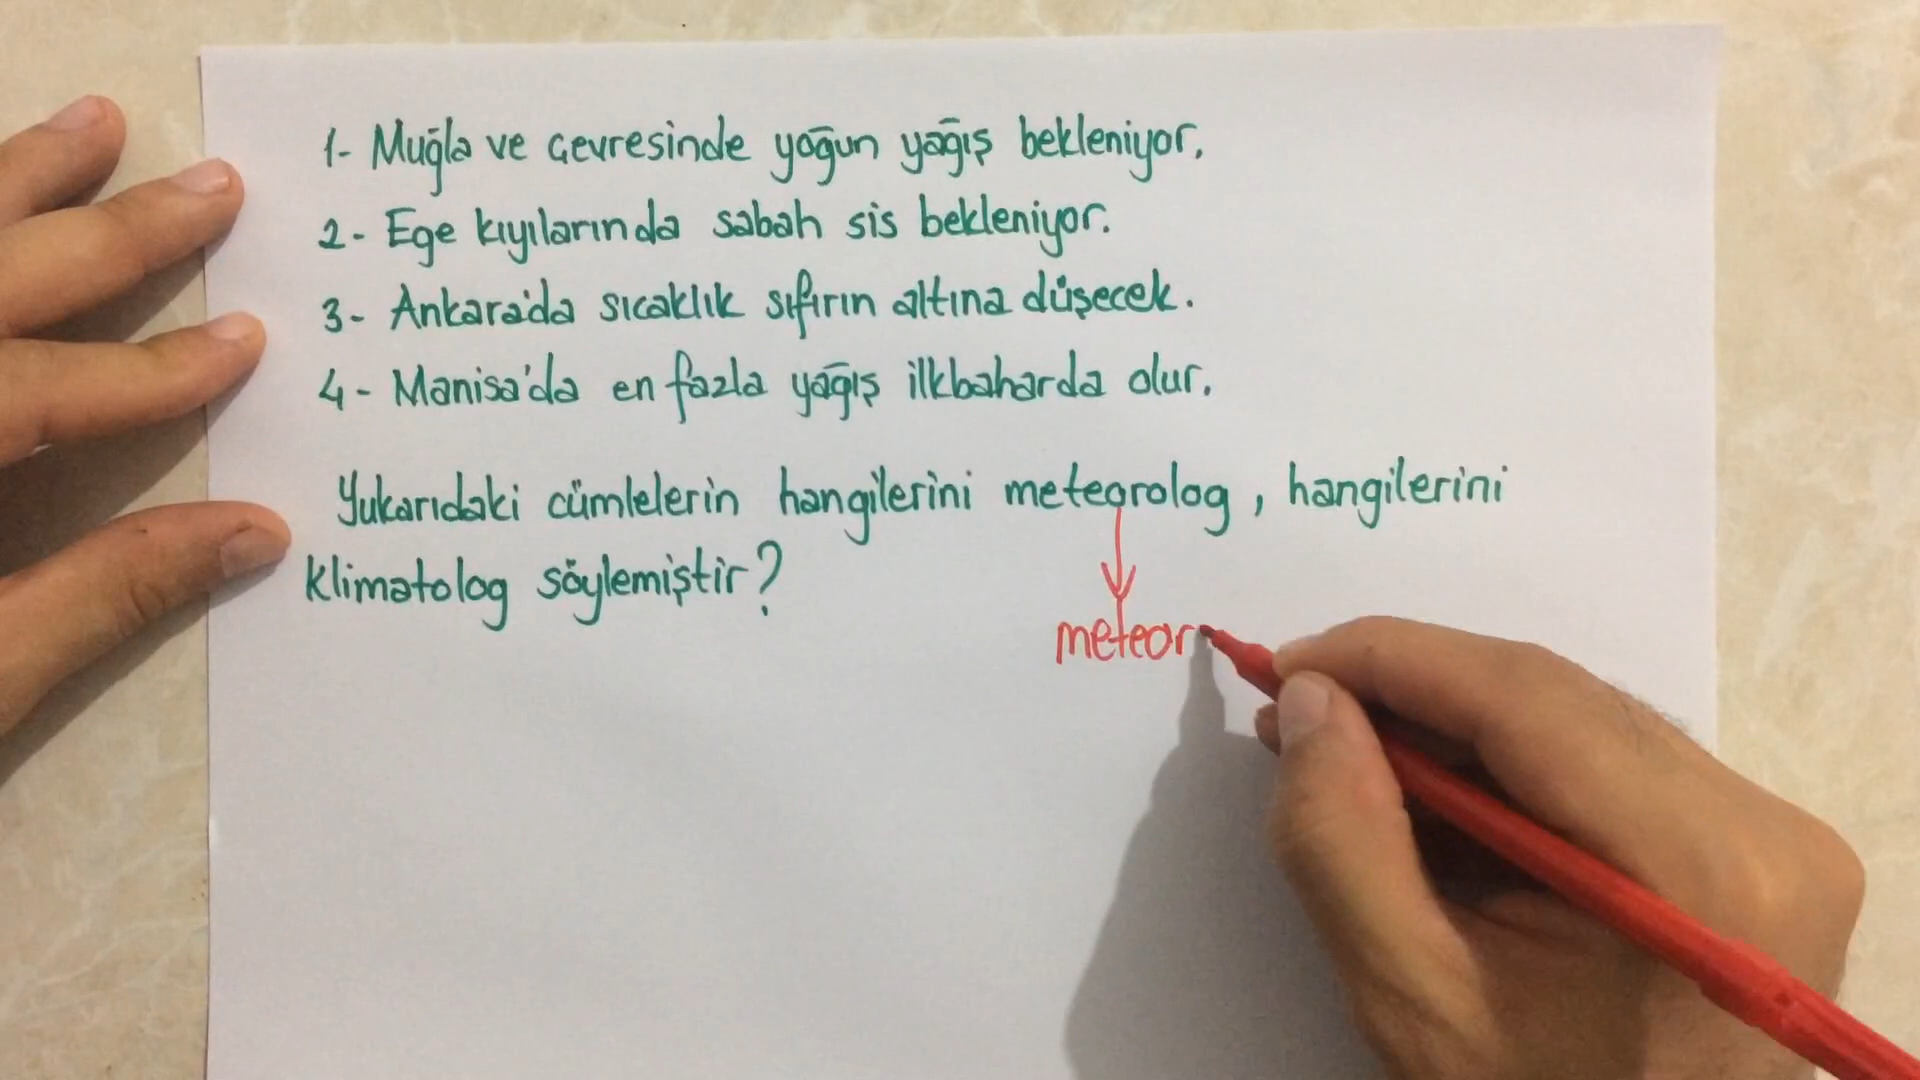 1- Muğla ve çevresinde yoğun yağış bekleniyor.
2- Ege kıyılarında sabah sis bekleniyor.
3- Ankara'da sıcaklık sıfırın altına düşecek.
4- Manisa'da en fazla yağış ilkbaharda olur.
Yukarıdaki cümlelerin hangilerini meteorolog, hangilerini
klimatolog söylemiştir?
meteor